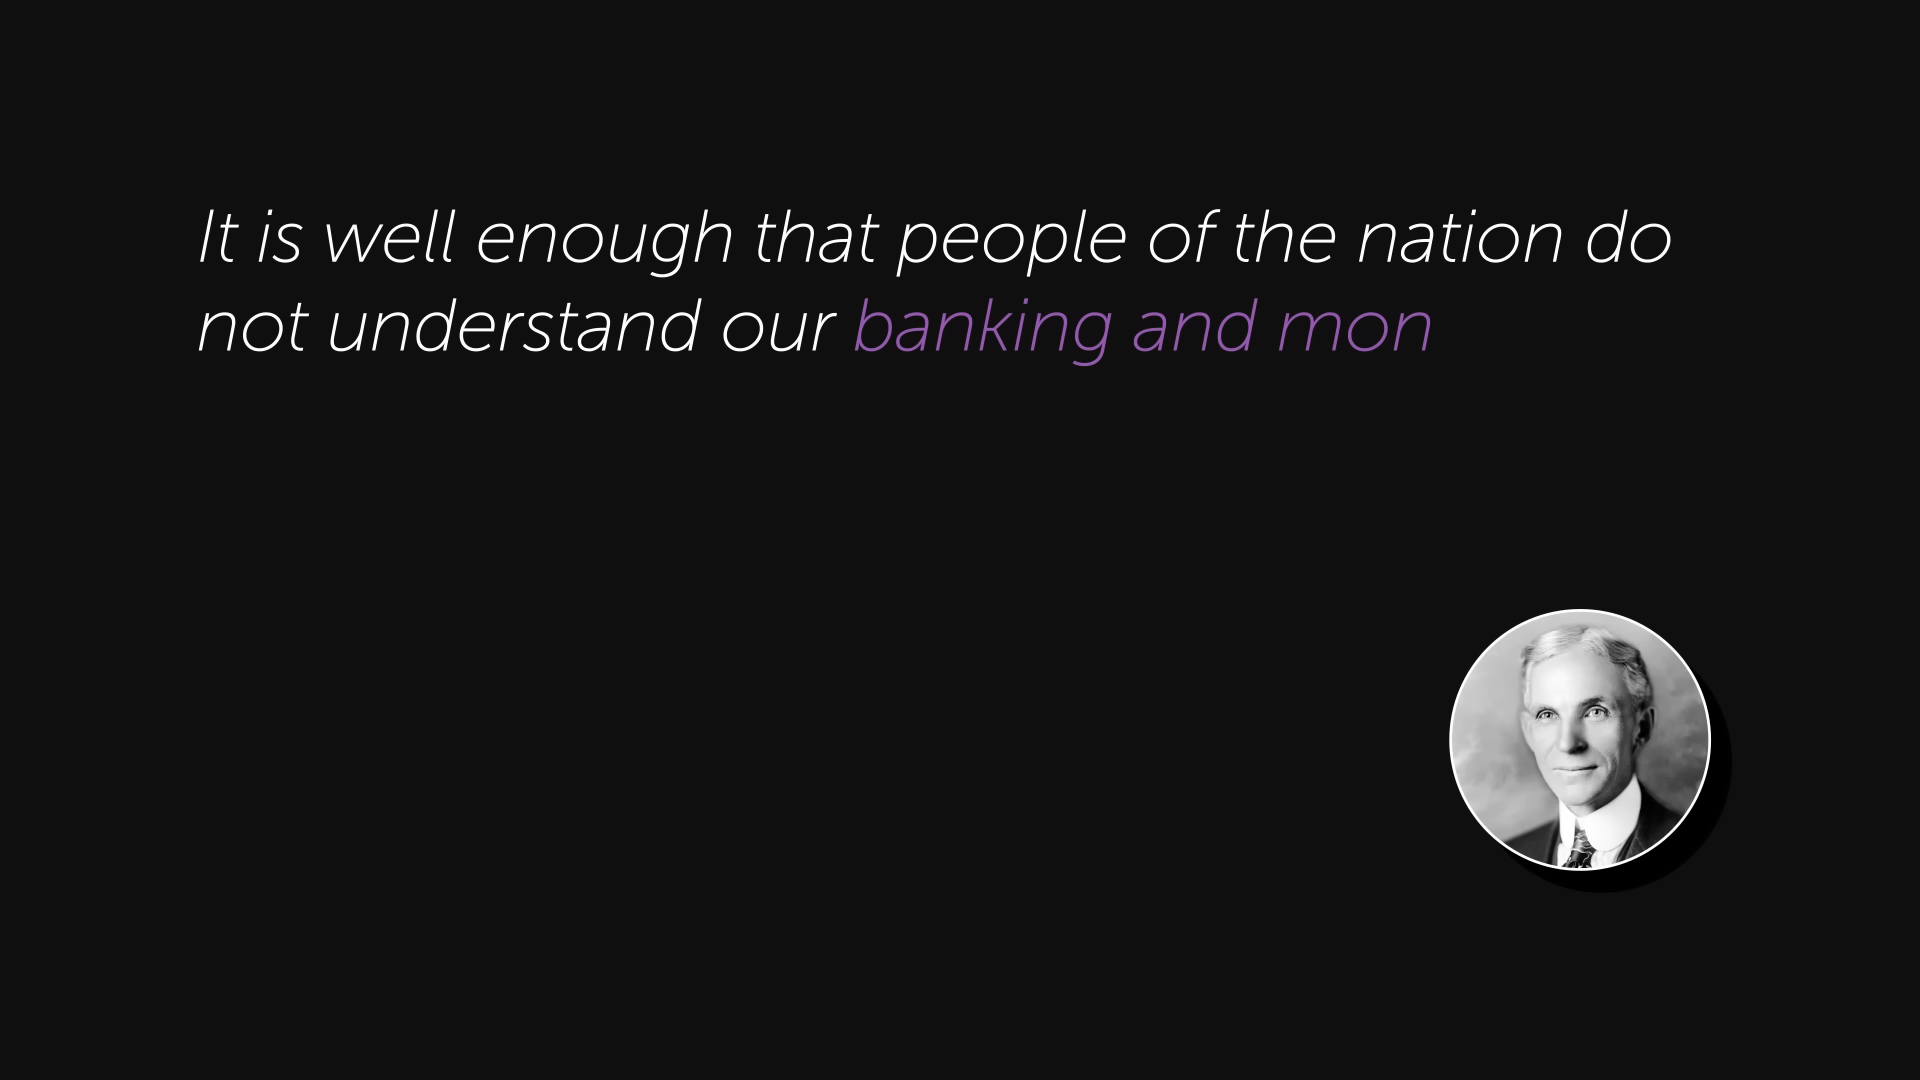 It is well enough that people of the nation do
not understand our banking and mon